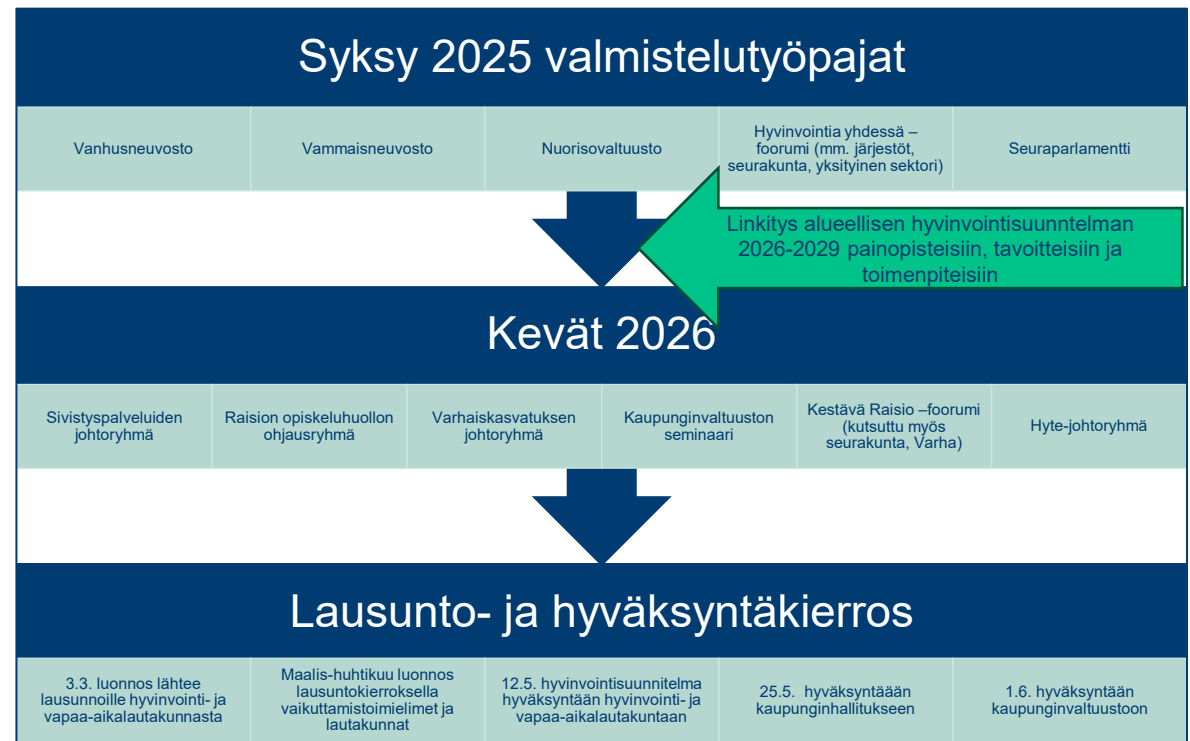 Syksy 2025 valmistelutyöpajat
Vanhusneuvosto
Vammaisneuvosto
Nuorisovaltuusto
Hyvinvointia yhdessä –
foorumi (mm. järjestöt,
seurakunta, yksityinen sektori)
Seuraparlamentti
Linkitys alueellisen hyvinvointisuunntelman
2026-2029 painopisteisiin, tavoitteisiin ja
toimenpiteisiin
Kevät 2026
Sivistyspalveluiden
johtoryhmä
Raision opiskeluhuollon
ohjausryhmä
Varhaiskasvatuksen
johtoryhmä
Kaupunginvaltuuston
seminaari
Kestävä Raisio –foorumi
(kutsuttu myös
seurakunta, Varha)
Hyte-johtoryhmä
Lausunto- ja hyväksyntäkierros
3.3. luonnos lähtee
lausunnoille hyvinvointi- ja
vapaa-aikalautakunnasta
Maalis-huhtikuu luonnos
lausuntokierroksella
vaikuttamistoimielimet ja
lautakunnat
12.5. hyvinvointisuunnitelma
hyväksyntään hyvinvointi- ja
vapaa-aikalautakuntaan
25.5. hyväksyntäään
kaupunginhallitukseen
1.6. hyväksyntään
kaupunginvaltuustoon